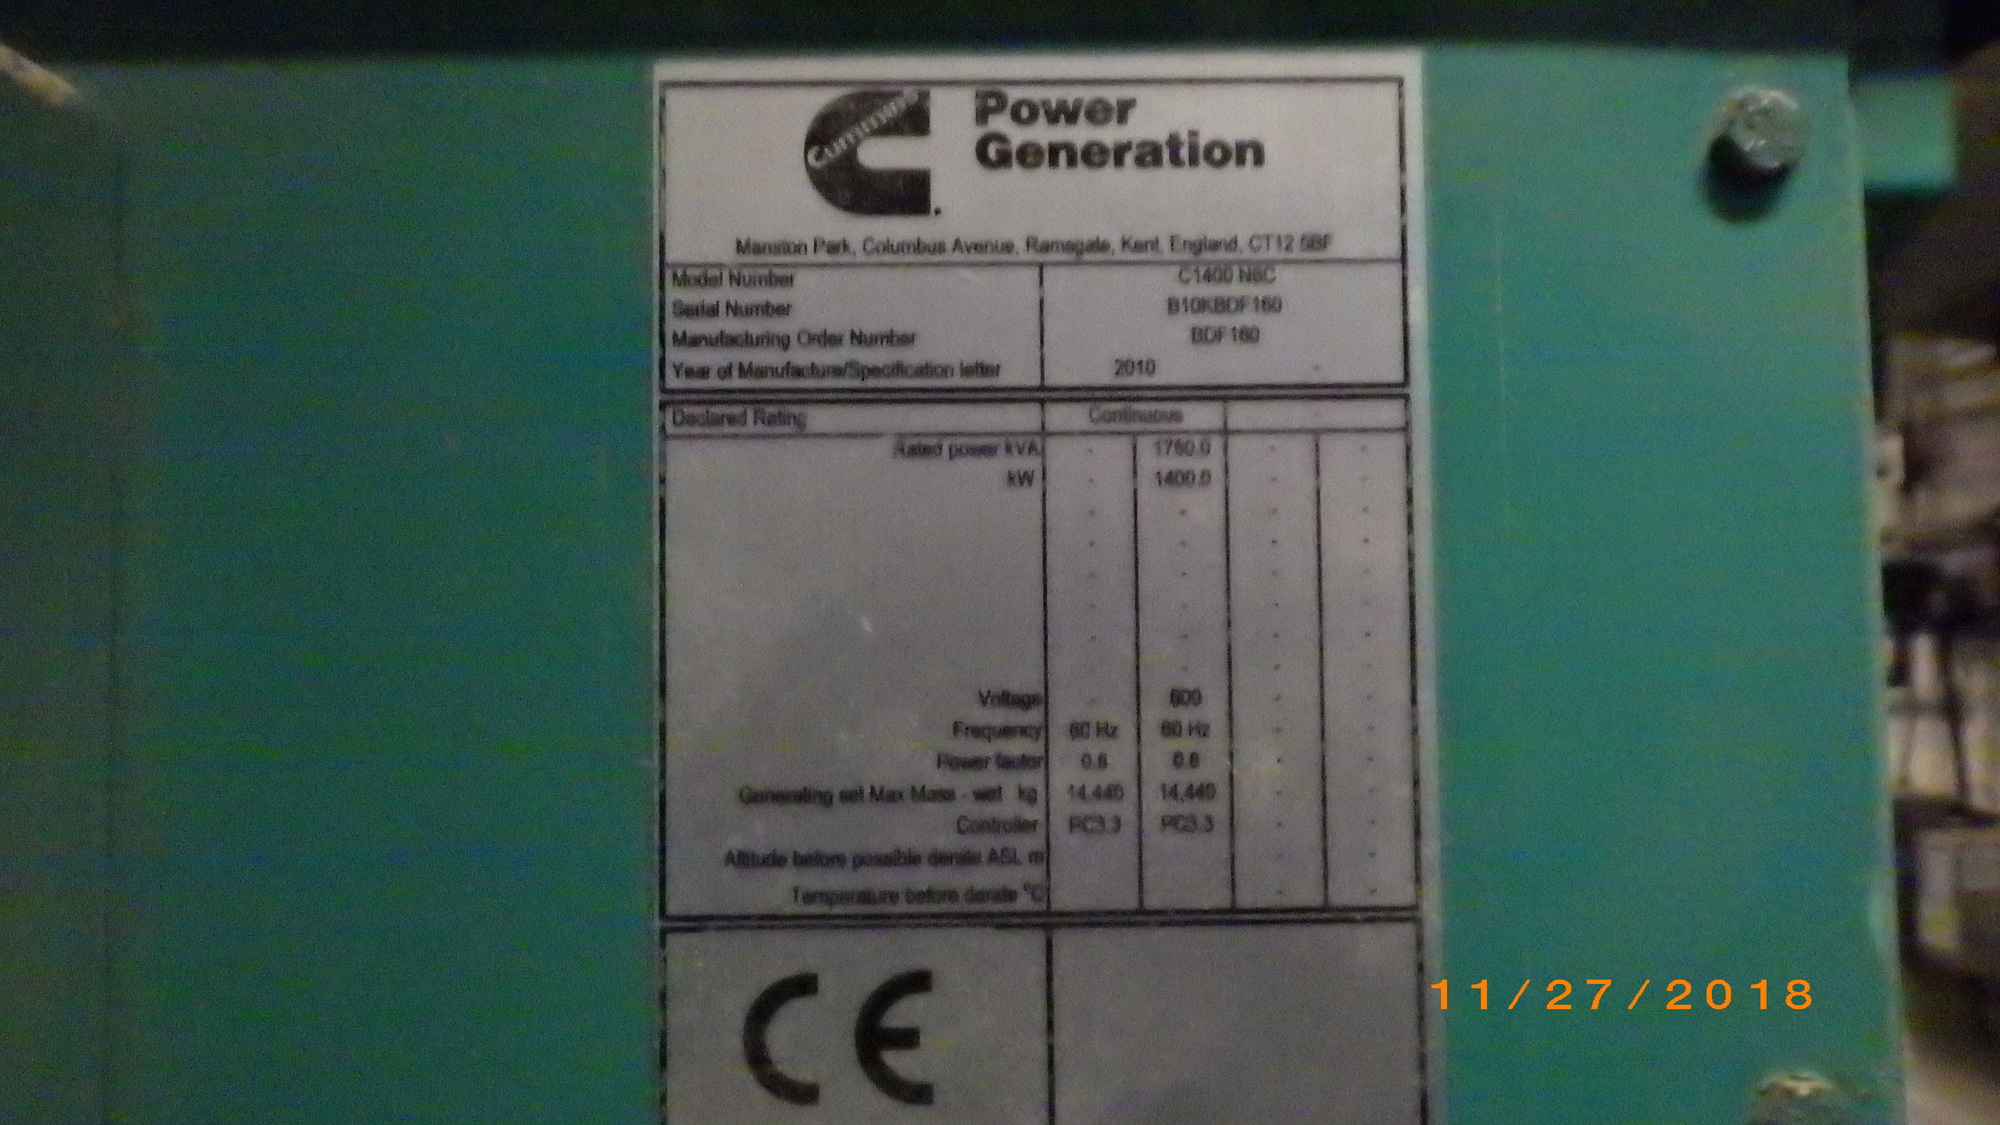 Cummins
Power
Generation
Manston Park, Columbus Avenue, Ramsgate, Kent, England, CT12 5BF
Model Number C1400 N6C
Serial Number B10KBDF160
Manufacturing Order Number BDF160
Year of Manufacture/Specification letter 2010 -
Declared Rating Continuous -
Rated power kVA - 1750.0 - -
kW - 1400.0 - -
- - - -
- - - -
- - - -
- - - -
- - - -
- - - -
Voltage - 600 - -
Frequency 60 Hz 60 Hz - -
Power factor 0.8 0.8 - -
Generating set Max Mass - wet kg 14,440 14,440 - -
Controller PC3.3 PC3.3 - -
Altitude before possible derate ASL m - -
Temperature before derate °C - -
CE
11/27/2018